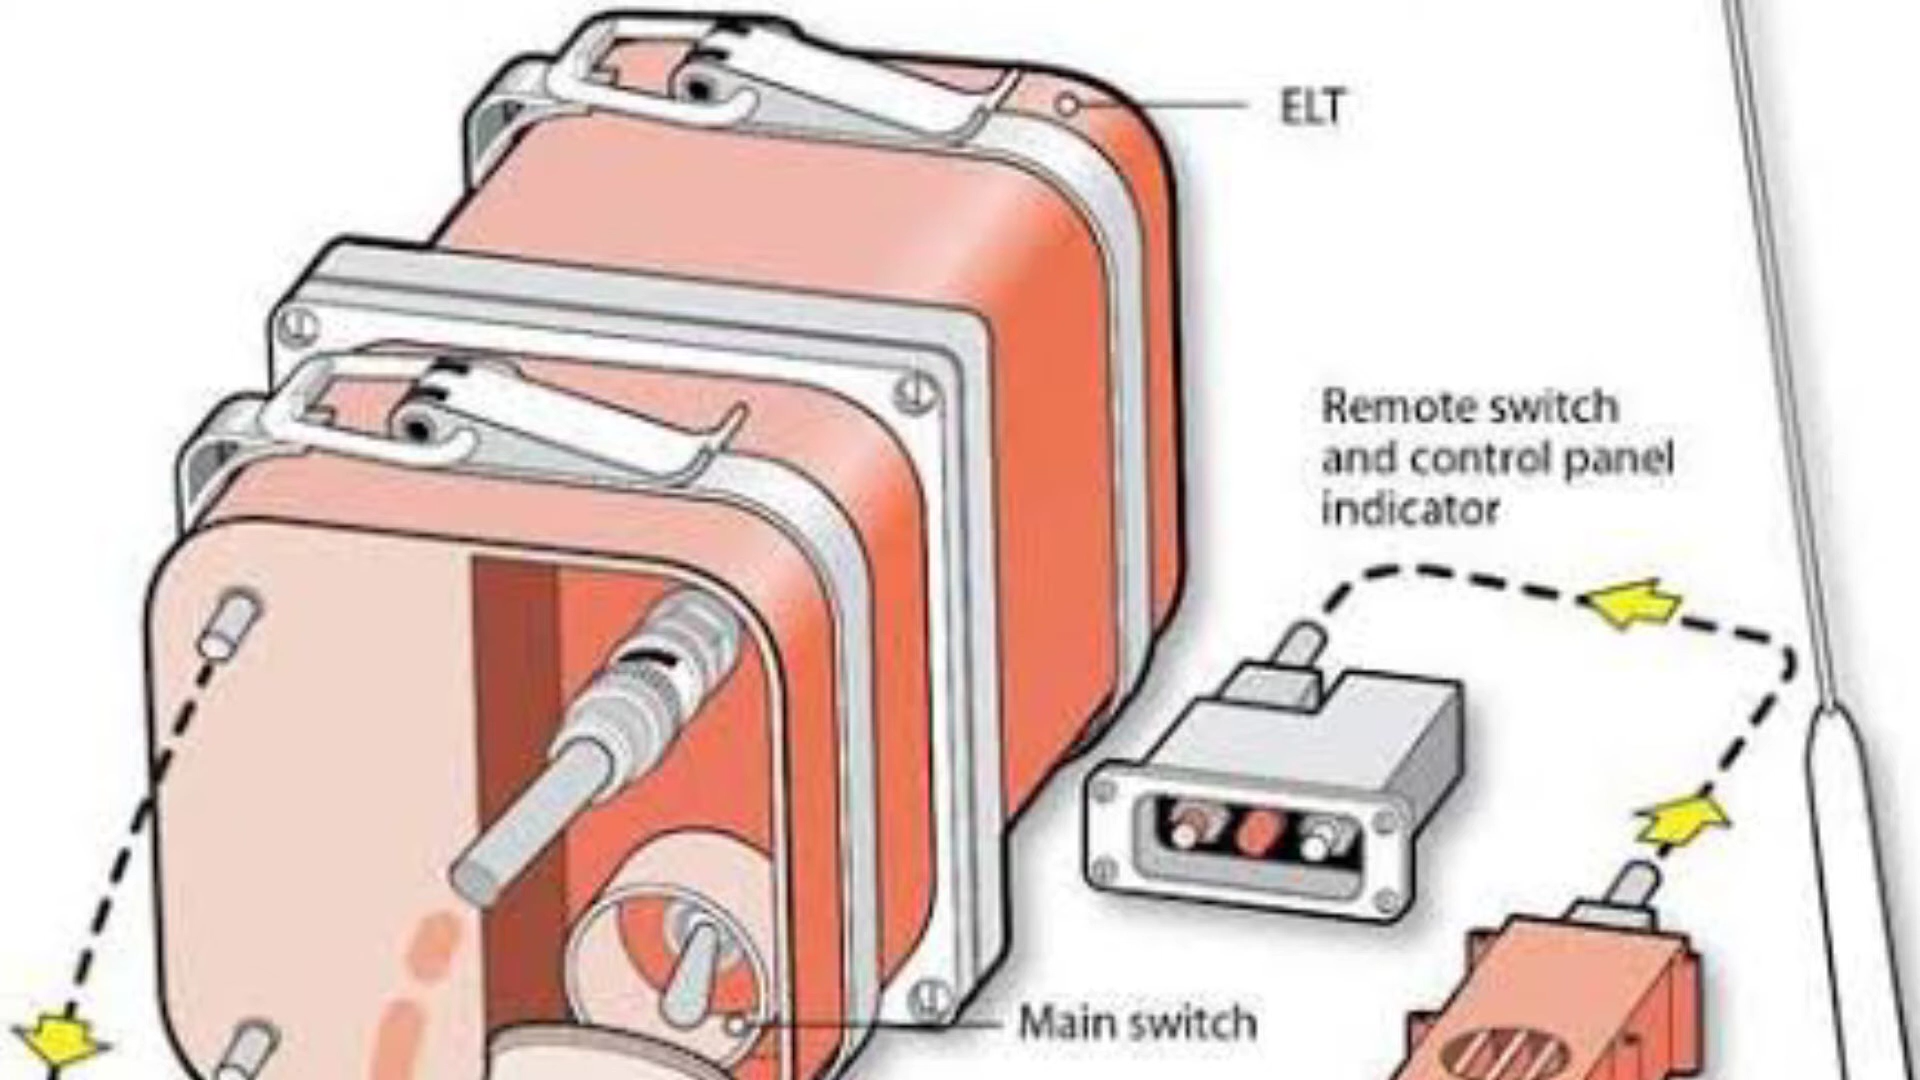 ELT
Remote switch
and control panel
indicator
Main switch